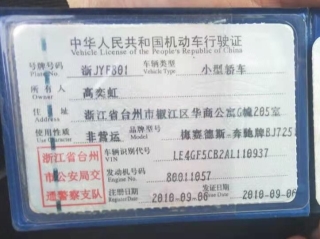 中华人民共和国机动车行驶证
Vehicle License of the People's Republic of China
号牌号码 Plate No. 浙JYF801 车辆类型 Vehicle Type 小型轿车
所有人 Owner 高奕虹
住址 Address 浙江省台州市椒江区华商公寓G幢205室
使用性质 Use Character 非营运 品牌型号 Model 梅赛德斯-奔驰牌BJ725
浙江省台州市公安局交通警察支队
车辆识别代号 VIN LE4GF5CB2AL110937
发动机号码 Engine No. 80011057
注册日期 Register Date 2010-09-06 发证日期 Issue Date 2010-09-06